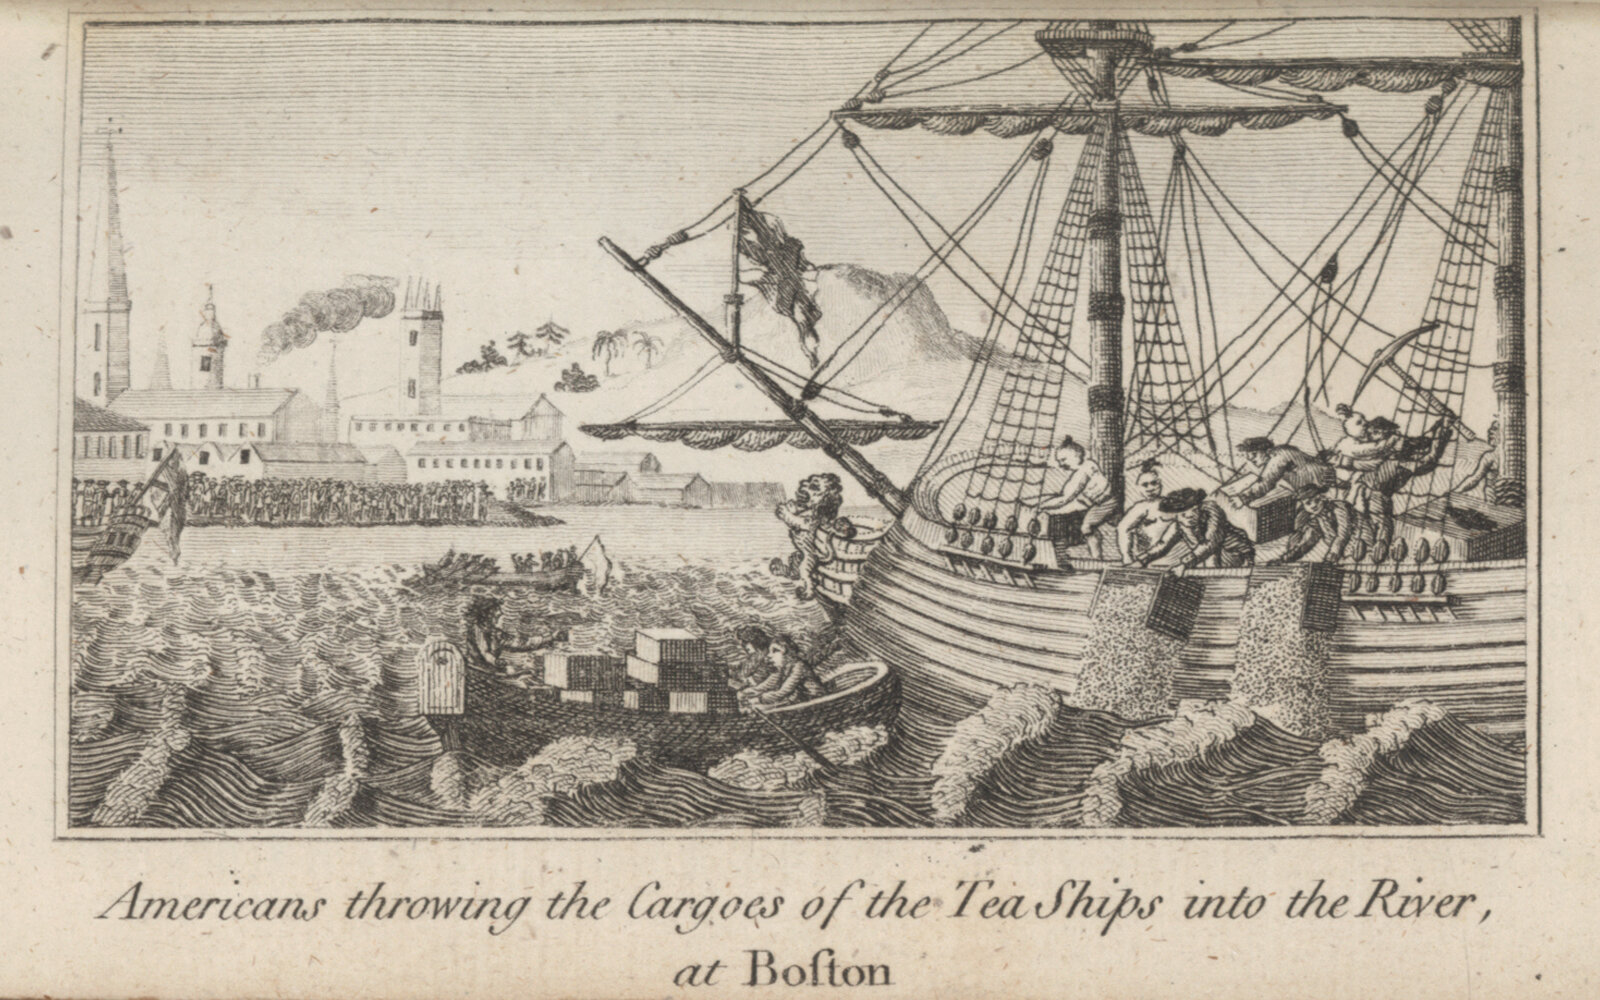 Americans throwing the Cargoes of the Tea Ships into the River,
at Boſton